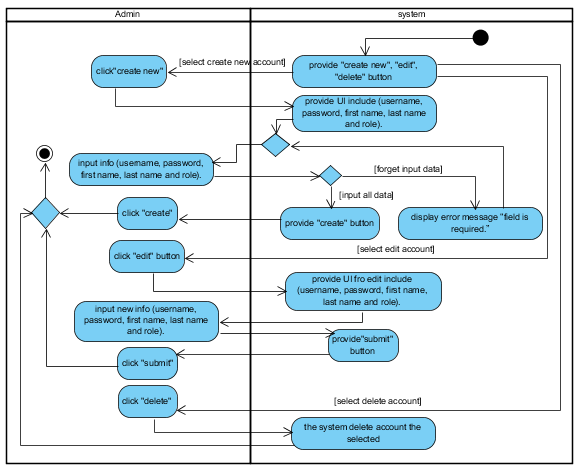 Admin
system
[select create new account]
click"create new"
provide "create new", "edit",
"delete" button
provide UI include (username,
password, first name, last name
and role).
input info (username, password,
first name, last name and role).
[forget input data]
[input all data]
click "create"
provide "create" button
display error message "field is
required."
[select edit account]
click "edit" button
provide UI fro edit include
(username, password, first name,
last name and role).
input new info (username,
password, first name, last name
and role).
provide"submit"
button
click "submit"
[select delete account]
click "delete"
the system delete account the
selected